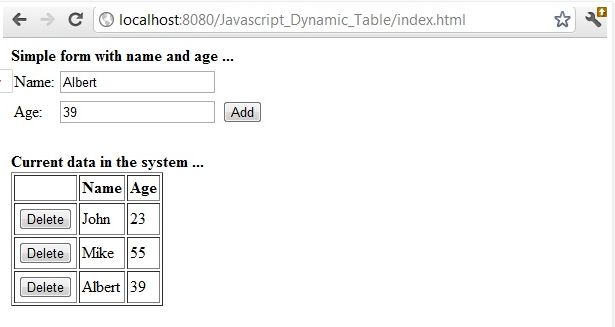 localhost:8080/Javascript_Dynamic_Table/index.html
Simple form with name and age ...
Name: Albert
Age: 39 Add
Current data in the system ...
Name Age
Delete John 23
Delete Mike 55
Delete Albert 39